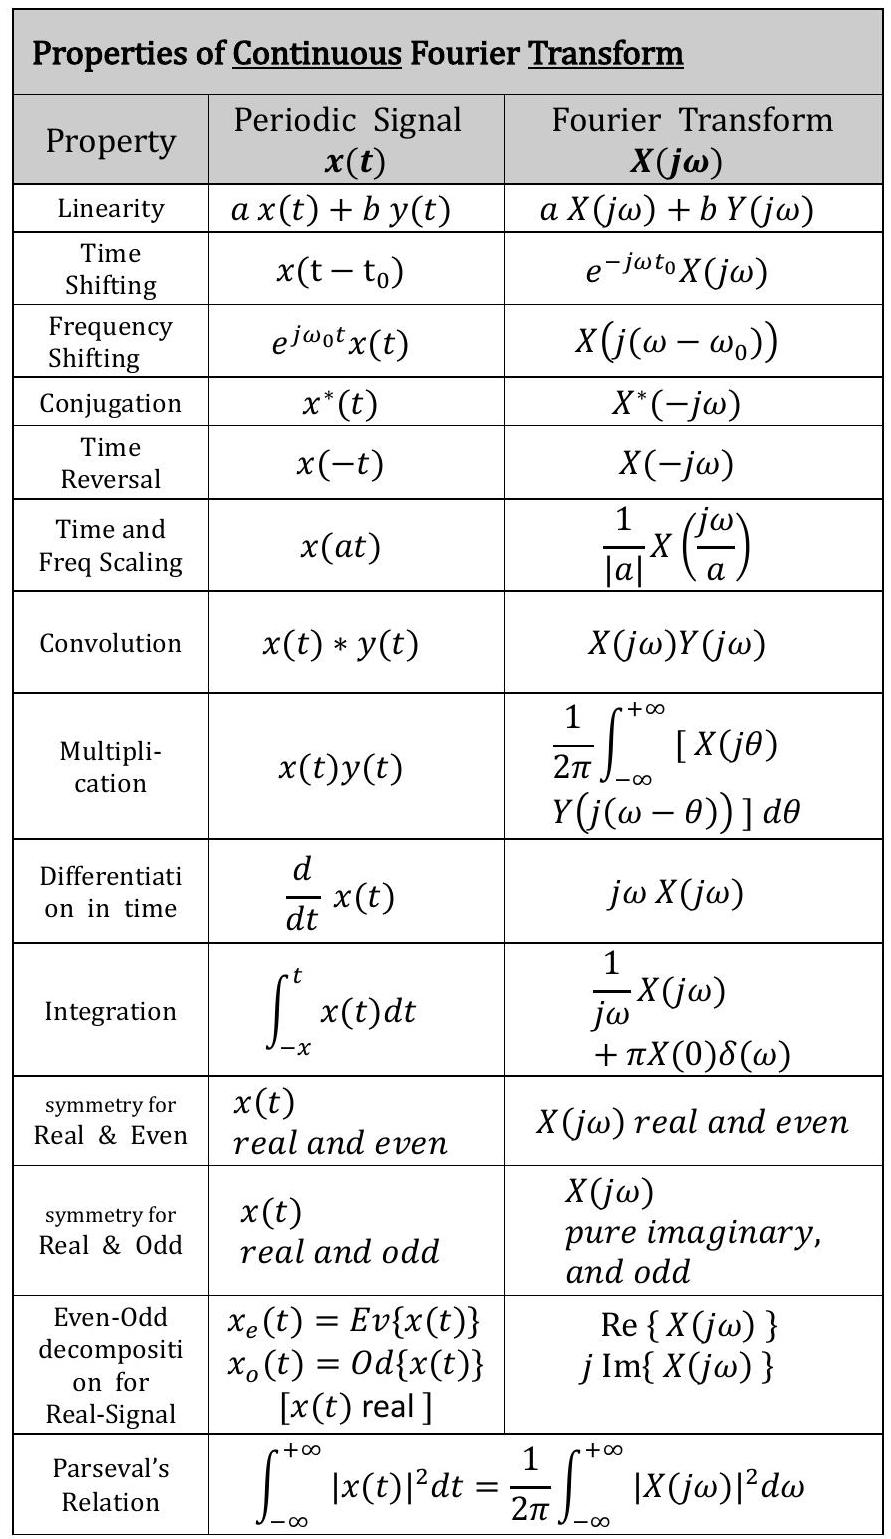 Properties of Continuous Fourier Transform
Property
Periodic Signal
x(t)
Fourier Transform
X(jω)
Linearity
a x(t) + b y(t)
a X(jω) + b Y(jω)
Time
Shifting
x(t − t₀)
e^{−jωt₀}X(jω)
Frequency
Shifting
e^{jω₀t}x(t)
X(j(ω − ω₀))
Conjugation
x*(t)
X*(−jω)
Time
Reversal
x(−t)
X(−jω)
Time and
Freq Scaling
x(at)
1/|a| X(jω/a)
Convolution
x(t) ∗ y(t)
X(jω)Y(jω)
Multipli-
cation
x(t)y(t)
1/2π ∫_{−∞}^{+∞} [ X(jθ)
Y(j(ω − θ)) ] dθ
Differentiati
on in time
d/dt x(t)
jω X(jω)
Integration
∫_{−x}^{t} x(t)dt
1/jω X(jω)
+ πX(0)δ(ω)
symmetry for
Real & Even
x(t)
real and even
X(jω) real and even
symmetry for
Real & Odd
x(t)
real and odd
X(jω)
pure imaginary,
and odd
Even-Odd
decompositi
on for
Real-Signal
xₑ(t) = Ev{x(t)}
xₒ(t) = Od{x(t)}
[x(t) real ]
Re { X(jω) }
j Im{ X(jω) }
Parseval's
Relation
∫_{−∞}^{+∞} |x(t)|²dt = 1/2π ∫_{−∞}^{+∞} |X(jω)|²dω